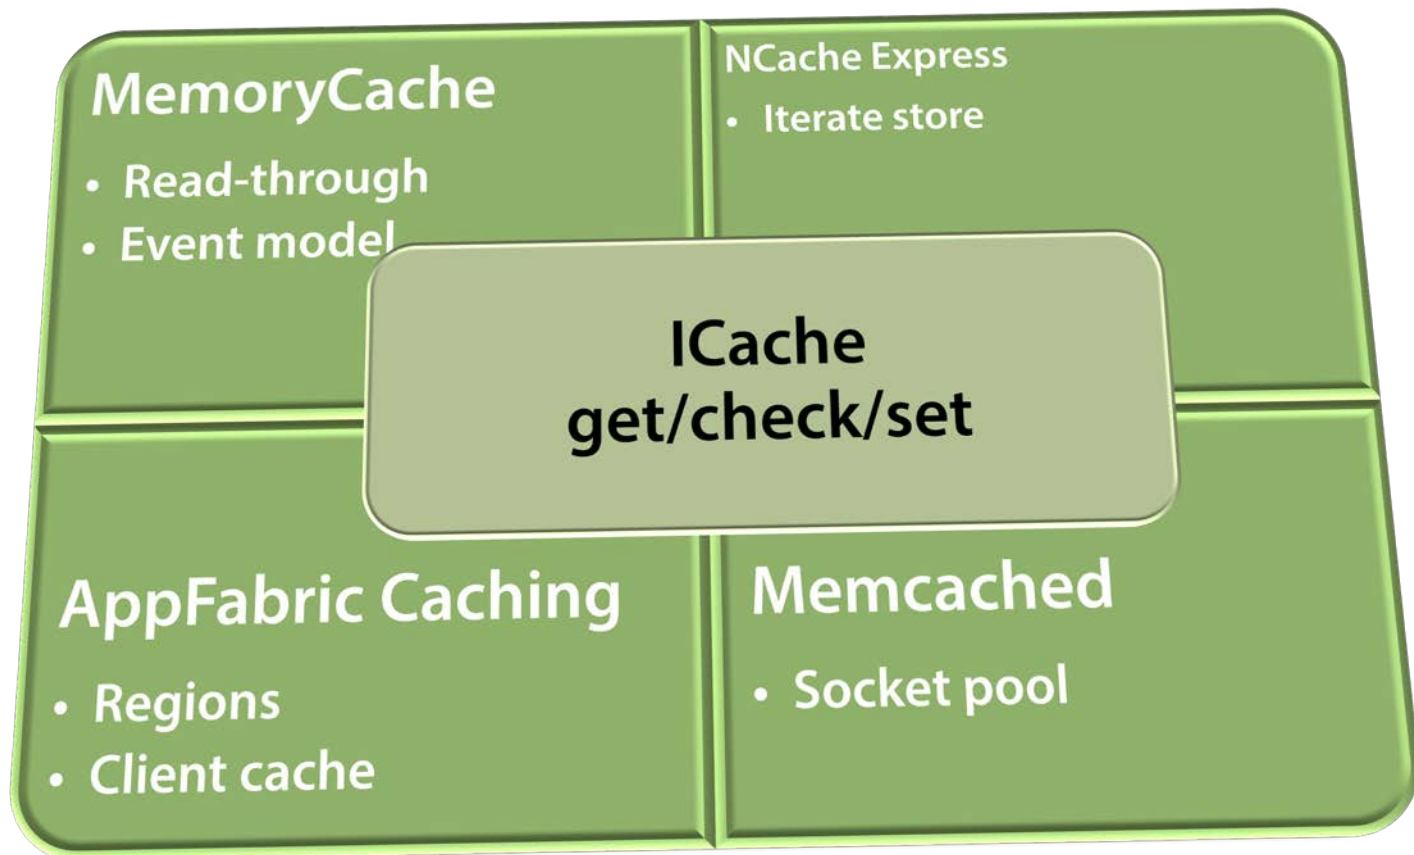 MemoryCache
• Read-through
• Event model
NCache Express
• Iterate store
ICache
get/check/set
AppFabric Caching
• Regions
• Client cache
Memcached
• Socket pool